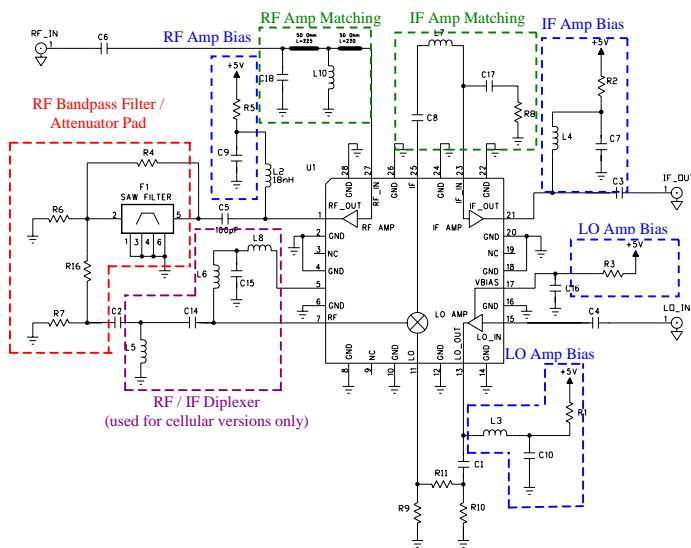 RF_IN
1
C6
RF Amp Matching
50 Ohm
L=225
50 Ohm
L=220
C18
L10
IF Amp Matching
L7
C17
R8
C8
IF Amp Bias
+5V
R2
L4
C7
RF Amp Bias
+5V
R5
C9
L2
18nH
RF Bandpass Filter /
Attenuator Pad
R4
F1
SAW FILTER
2
5
1
3
4
6
R6
R16
R7
C5
100pF
U1
28
GND
27
RF_IN
26
GND
25
IF
24
GND
23
IF_IN
22
GND
1
RF_OUT
RF AMP
2
GND
3
NC
4
GND
5
6
GND
7
RF
IF_OUT
21
IF AMP
20
GND
19
NC
18
GND
17
VBIAS
16
GND
15
LO_IN
LO AMP
8
GND
9
NC
10
GND
11
LO
12
GND
13
LO_OUT
14
GND
C3
IF_OUT
1
LO Amp Bias
+5V
R3
C16
C4
LO_IN
1
L8
L6
C15
C2
C14
L5
RF / IF Diplexer
(used for cellular versions only)
LO Amp Bias
+5V
R1
L3
C10
C1
R11
R9
R10